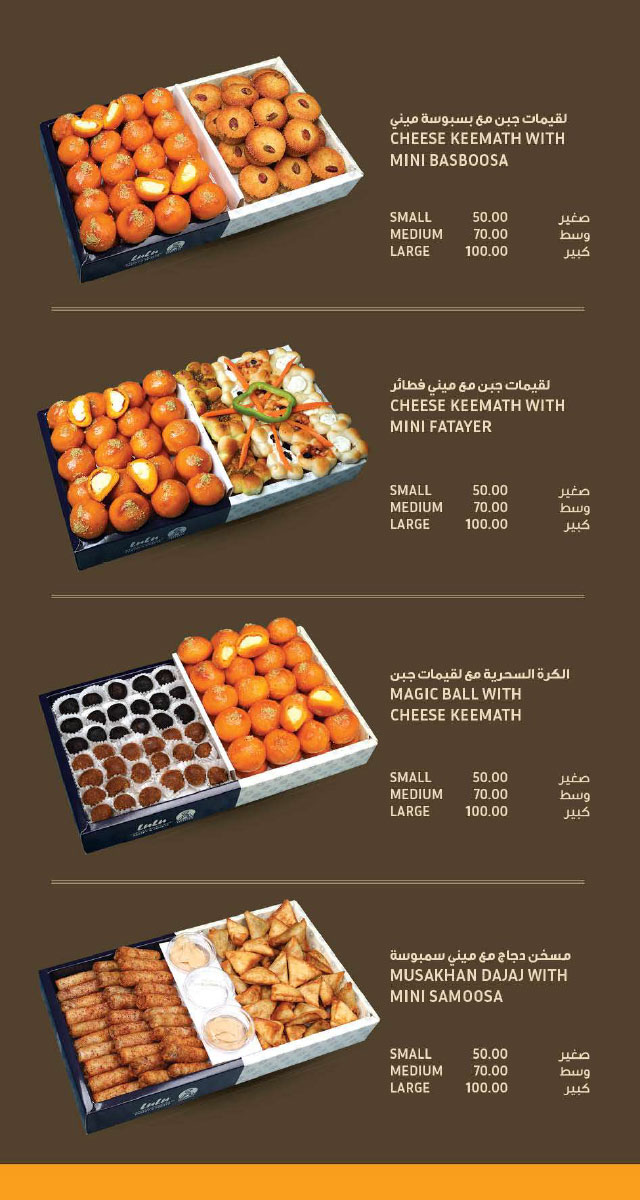 لقيمات جبن مع بسبوسة ميني
CHEESE KEEMATH WITH
MINI BASBOOSA
SMALL 50.00 صغير
MEDIUM 70.00 وسط
LARGE 100.00 كبير
lulu
لقيمات جبن مع ميني فطائر
CHEESE KEEMATH WITH
MINI FATAYER
SMALL 50.00 صغير
MEDIUM 70.00 وسط
LARGE 100.00 كبير
lulu
الكرة السحرية مع لقيمات جبن
MAGIC BALL WITH
CHEESE KEEMATH
SMALL 50.00 صغير
MEDIUM 70.00 وسط
LARGE 100.00 كبير
lulu
مسخن دجاج مع ميني سمبوسة
MUSAKHAN DAJAJ WITH
MINI SAMOOSA
SMALL 50.00 صغير
MEDIUM 70.00 وسط
LARGE 100.00 كبير
lulu